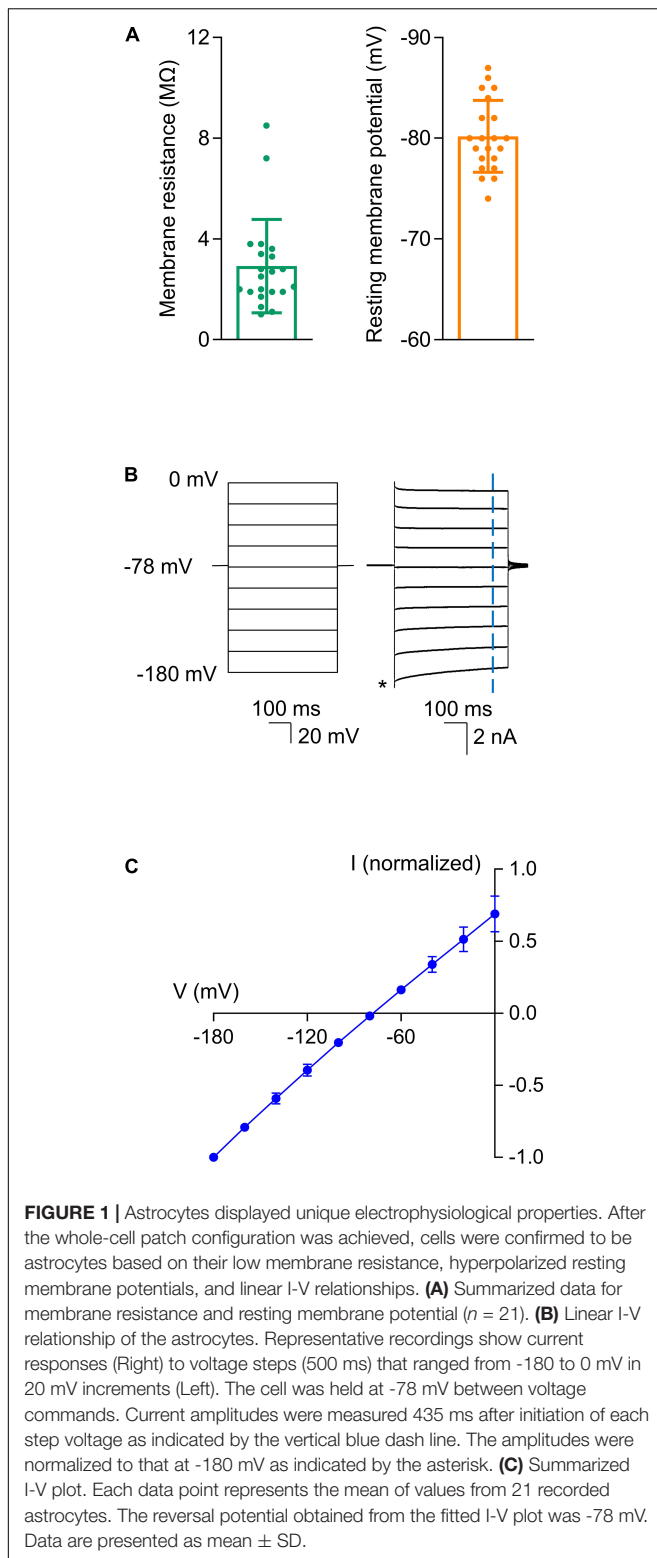 A
Membrane resistance (MΩ)
12
8
4
0
Resting membrane potential (mV)
-90
-80
-70
-60
B
0 mV
-78 mV
-180 mV
*
100 ms
20 mV
100 ms
2 nA
C
I (normalized)
1.0
0.5
V (mV)
0.0
-180
-120
-60
-0.5
-1.0
FIGURE 1 | Astrocytes displayed unique electrophysiological properties. After
the whole-cell patch configuration was achieved, cells were confirmed to be
astrocytes based on their low membrane resistance, hyperpolarized resting
membrane potentials, and linear I-V relationships. (A) Summarized data for
membrane resistance and resting membrane potential (n = 21). (B) Linear I-V
relationship of the astrocytes. Representative recordings show current
responses (Right) to voltage steps (500 ms) that ranged from -180 to 0 mV in
20 mV increments (Left). The cell was held at -78 mV between voltage
commands. Current amplitudes were measured 435 ms after initiation of each
step voltage as indicated by the vertical blue dash line. The amplitudes were
normalized to that at -180 mV as indicated by the asterisk. (C) Summarized
I-V plot. Each data point represents the mean of values from 21 recorded
astrocytes. The reversal potential obtained from the fitted I-V plot was -78 mV.
Data are presented as mean ± SD.